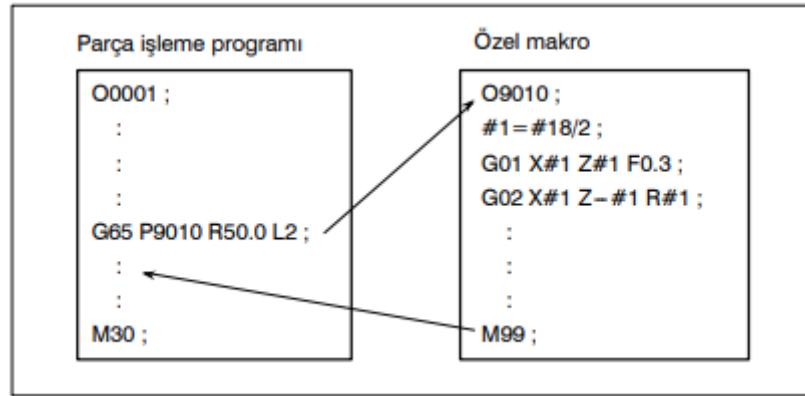 Parça işleme programı
O0001 ;
:
:
:
G65 P9010 R50.0 L2 ;
:
:
M30 ;
Özel makro
O9010 ;
#1=#18/2 ;
G01 X#1 Z#1 F0.3 ;
G02 X#1 Z−#1 R#1 ;
:
:
:
M99 ;